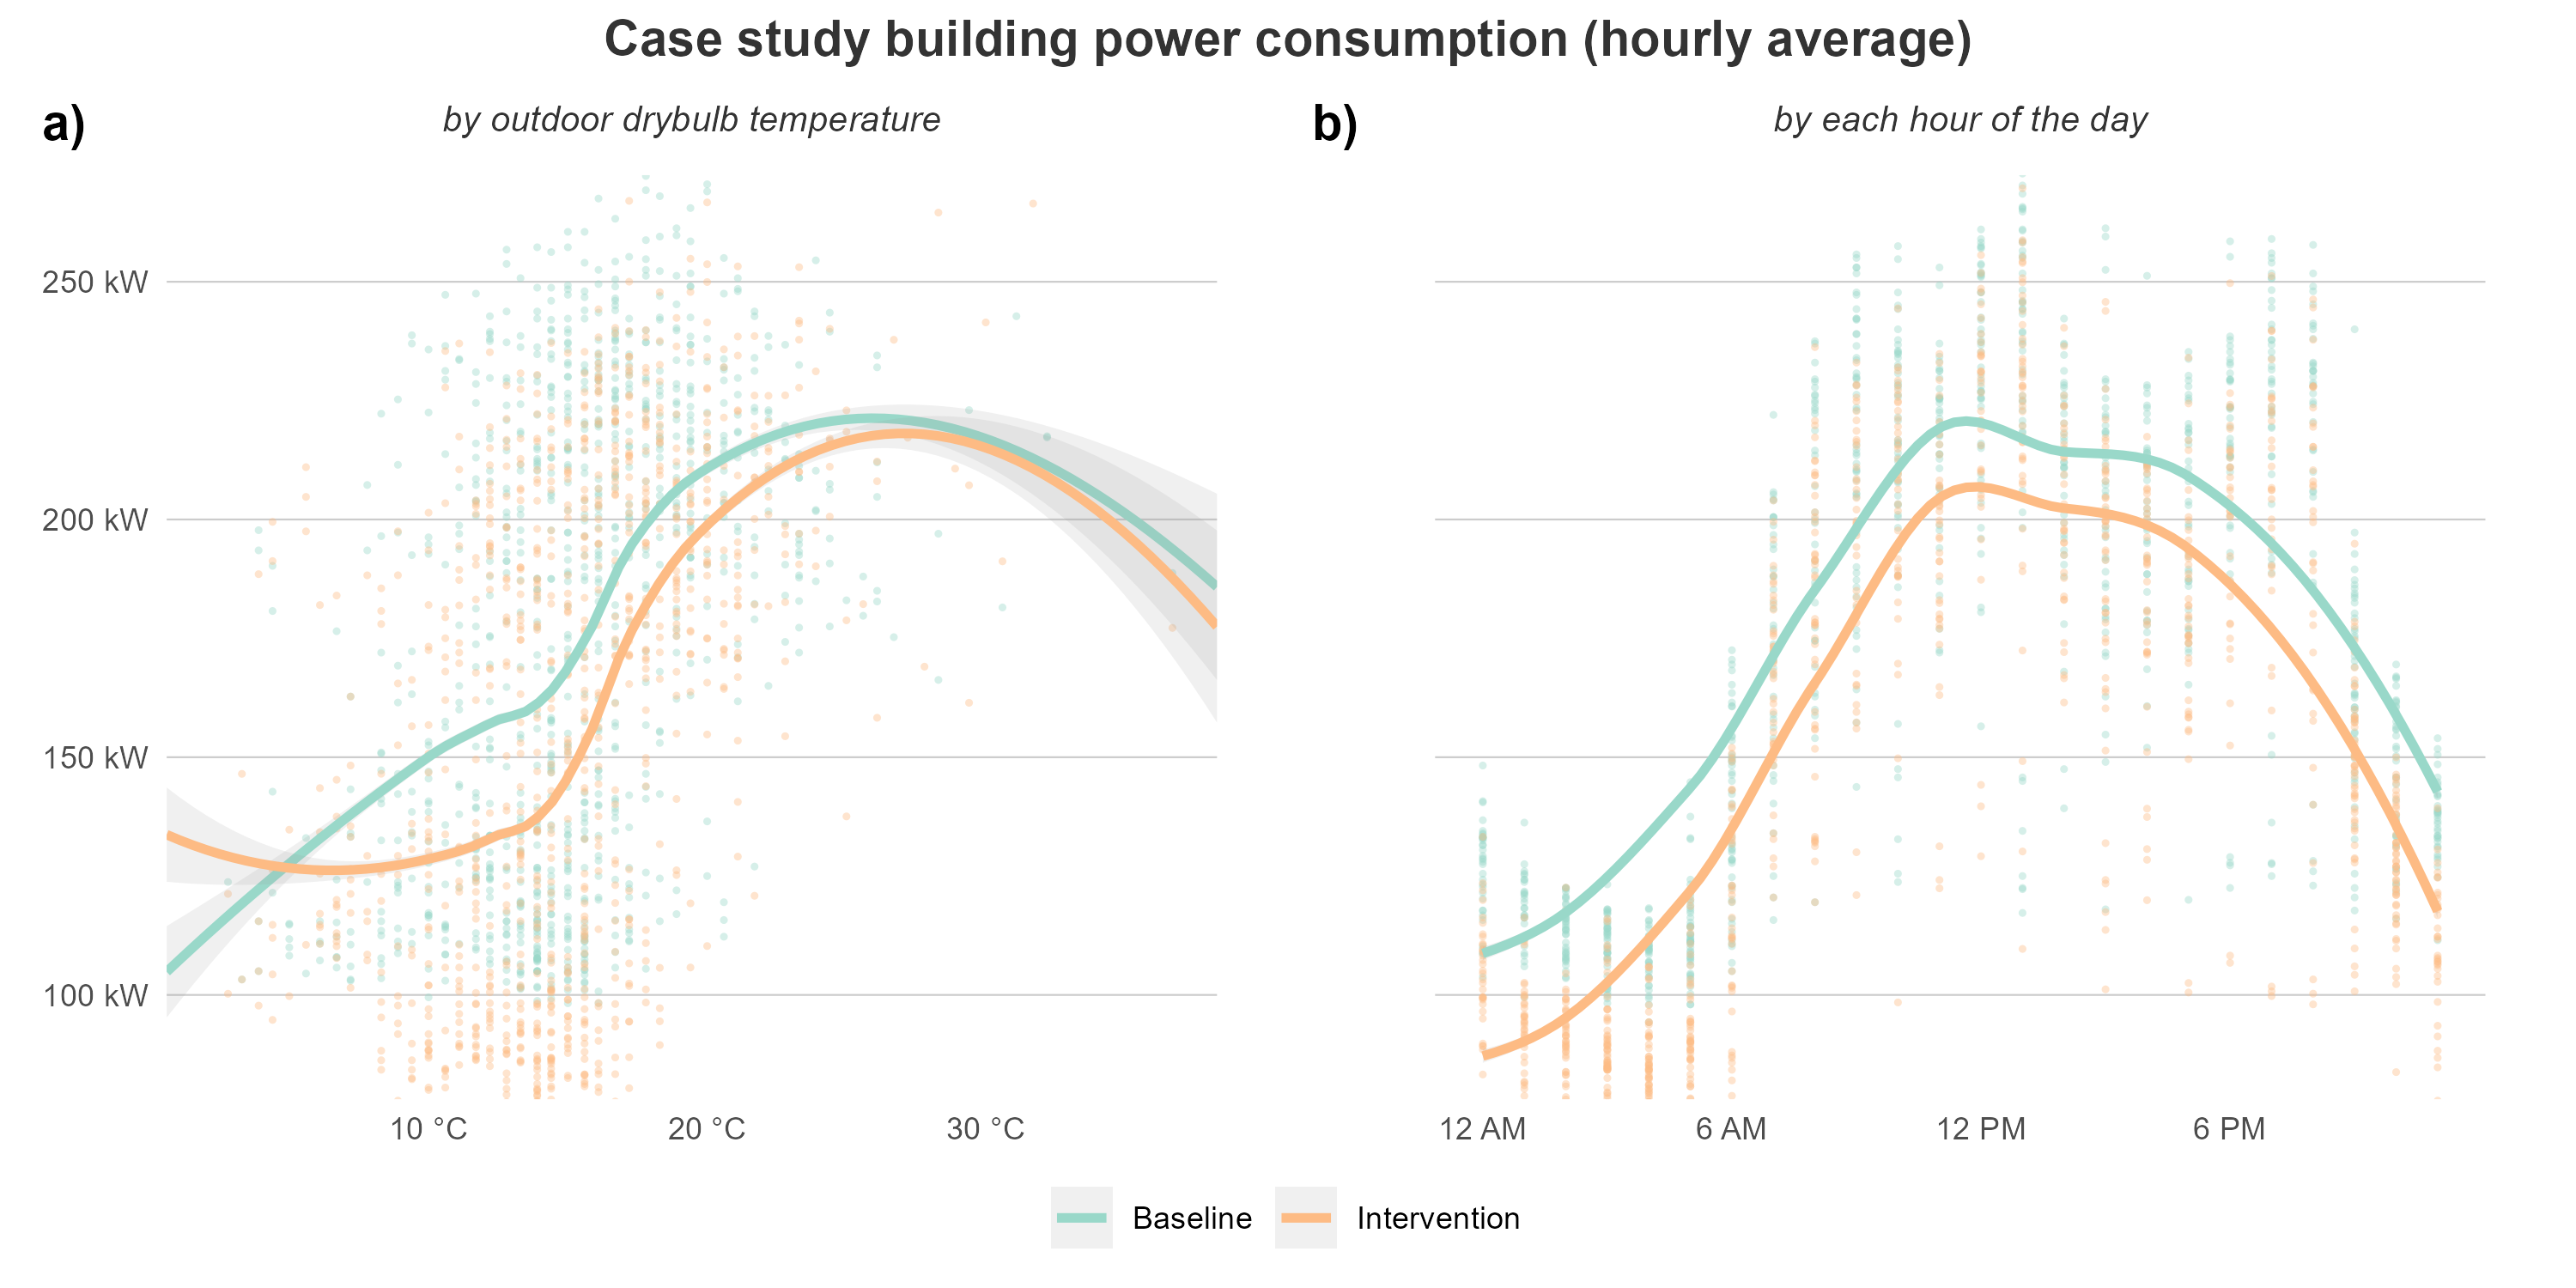 Case study building power consumption (hourly average)
a)
by outdoor drybulb temperature
b)
by each hour of the day
250 kW
200 kW
150 kW
100 kW
10 °C
20 °C
30 °C
12 AM
6 AM
12 PM
6 PM
Baseline
Intervention